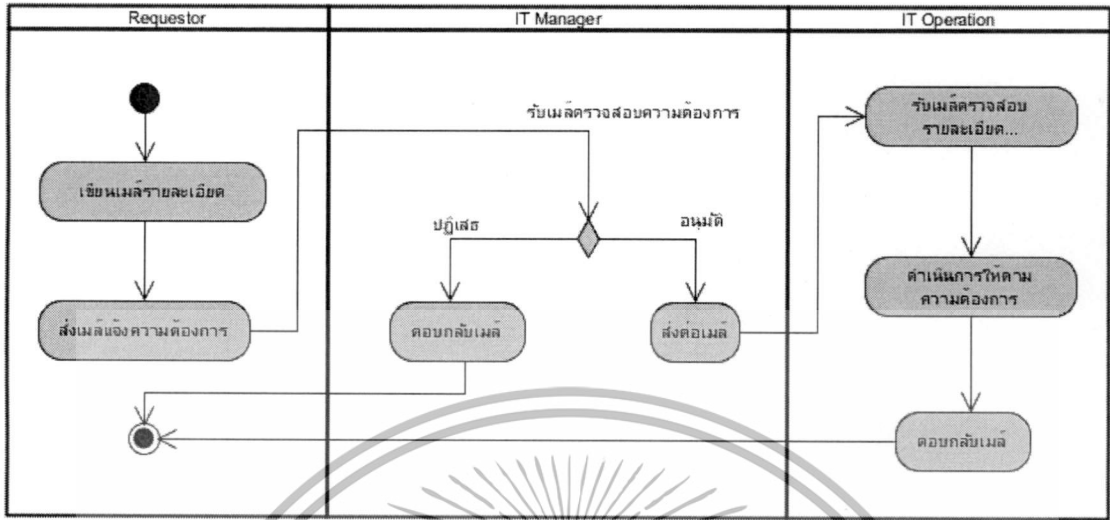 Requestor
IT Manager
IT Operation
เขียนเมล์รายละเอียด
ส่งเมล์แจ้งความต้องการ
รับเมล์ตรวจสอบความต้องการ
ปฏิเสธ
อนุมัติ
ตอบกลับเมล์
ส่งต่อเมล์
รับเมล์ตรวจสอบ
รายละเอียด...
ดำเนินการให้ตาม
ความต้องการ
ตอบกลับเมล์